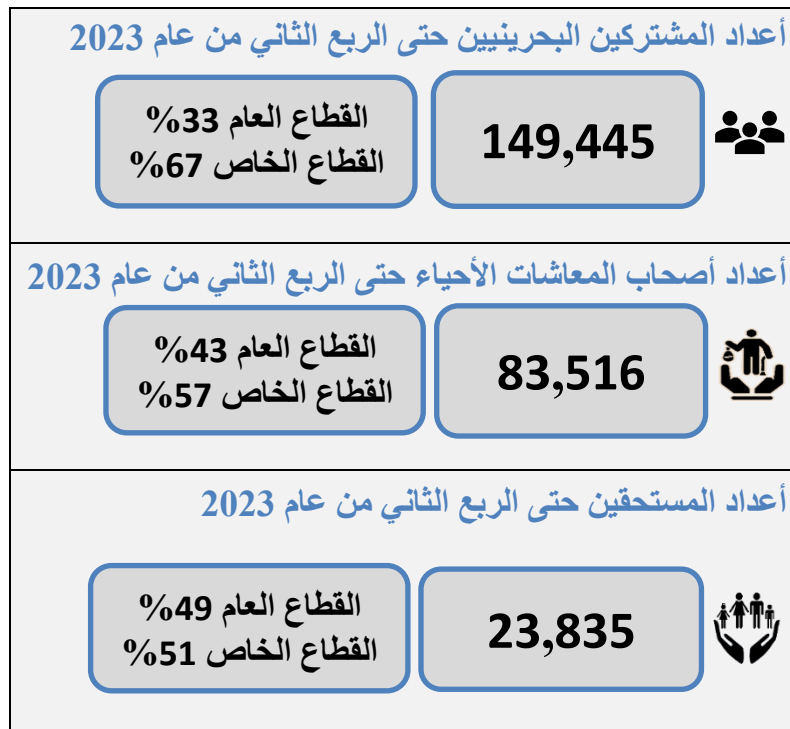 أعداد المشتركين البحرينيين حتى الربع الثاني من عام 2023
149,445
القطاع العام 33%
القطاع الخاص 67%
أعداد أصحاب المعاشات الأحياء حتى الربع الثاني من عام 2023
83,516
القطاع العام 43%
القطاع الخاص 57%
أعداد المستحقين حتى الربع الثاني من عام 2023
23,835
القطاع العام 49%
القطاع الخاص 51%